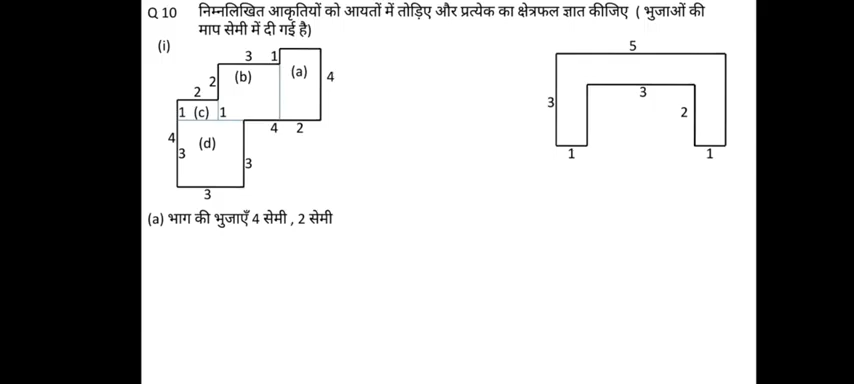 Q 10 निम्नलिखित आकृतियों को आयतों में तोड़िए और प्रत्येक का क्षेत्रफल ज्ञात कीजिए ( भुजाओं की
माप सेमी में दी गई है)
(i)
5
3 1
2 (b) (a) 4
2
3
3
1 (c) 1
2
4 2
4
(d)
3
3
1 1
3
(a) भाग की भुजाएँ 4 सेमी , 2 सेमी